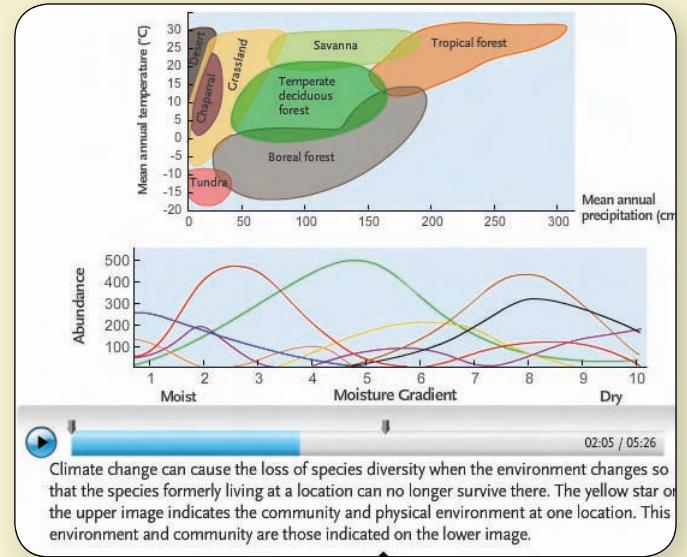 Mean annual temperature (°C)
30
25
20
15
10
5
0
-5
-10
-15
-20
Desert
Chaparral
Grassland
Savanna
Tropical forest
Temperate
deciduous
forest
Boreal forest
Tundra
0 50 100 150 200 250 300
Mean annual
precipitation (cm
Abundance
500
400
300
200
100
1 2 3 4 5 6 7 8 9 10
Moist Moisture Gradient Dry
02:05 / 05:26
Climate change can cause the loss of species diversity when the environment changes so
that the species formerly living at a location can no longer survive there. The yellow star or
the upper image indicates the community and physical environment at one location. This
environment and community are those indicated on the lower image.